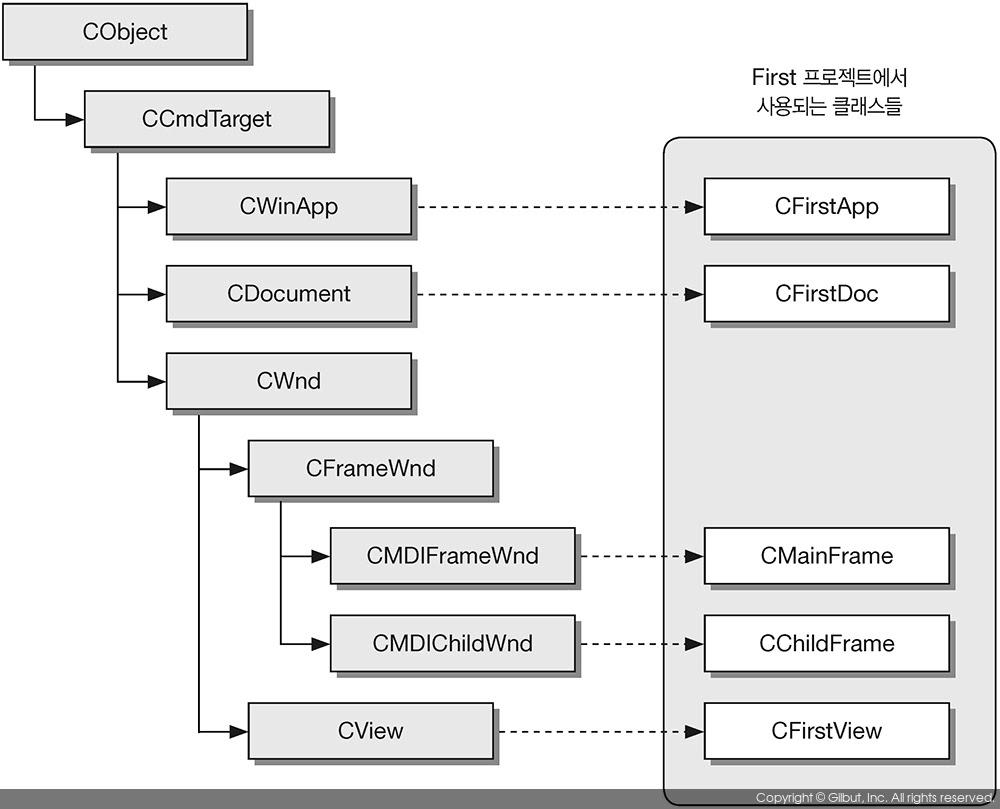 CObject
First 프로젝트에서
사용되는 클래스들
CCmdTarget
CWinApp
CFirstApp
CDocument
CFirstDoc
CWnd
CFrameWnd
CMDIFrameWnd
CMainFrame
CMDIChildWnd
CChildFrame
CView
CFirstView
Copyright © Gilbut, Inc. All rights reserved.